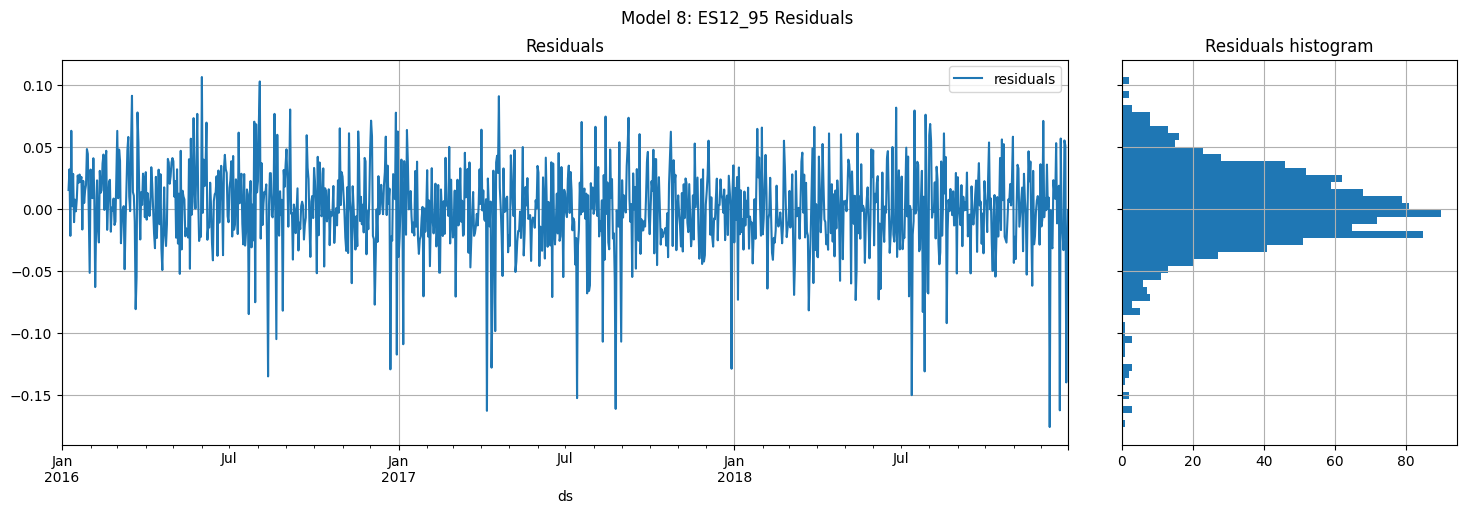 Model 8: ES12_95 Residuals
Residuals
residuals
0.10
0.05
0.00
−0.05
−0.10
−0.15
Jan
2016
Jul
Jan
2017
Jul
Jan
2018
Jul
ds
Residuals histogram
0
20
40
60
80